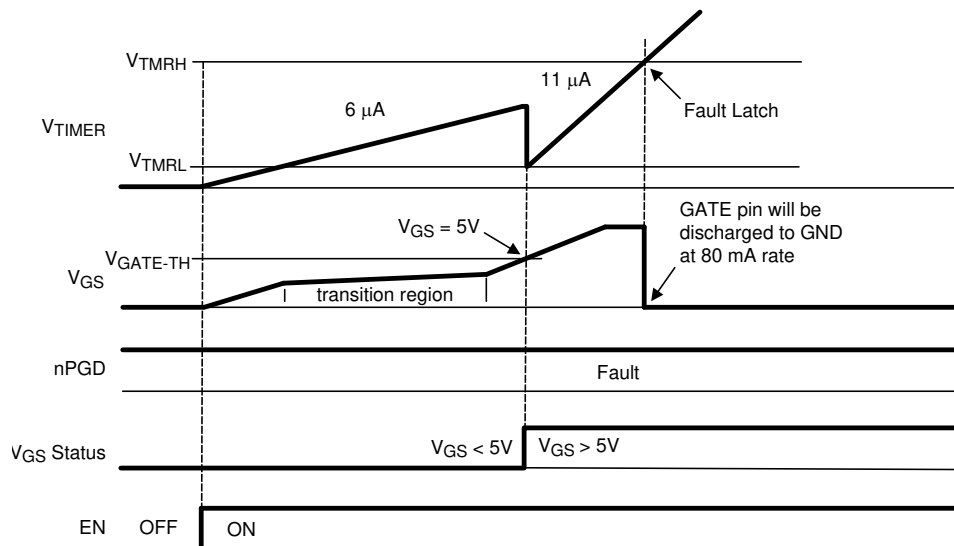 VTMRH
11 μA
Fault Latch
6 μA
VTIMER
VTMRL
GATE pin will be
discharged to GND
at 80 mA rate
VGS = 5V
VGATE-TH
VGS
transition region
nPGD
Fault
VGS Status
VGS < 5V
VGS > 5V
EN
OFF
ON